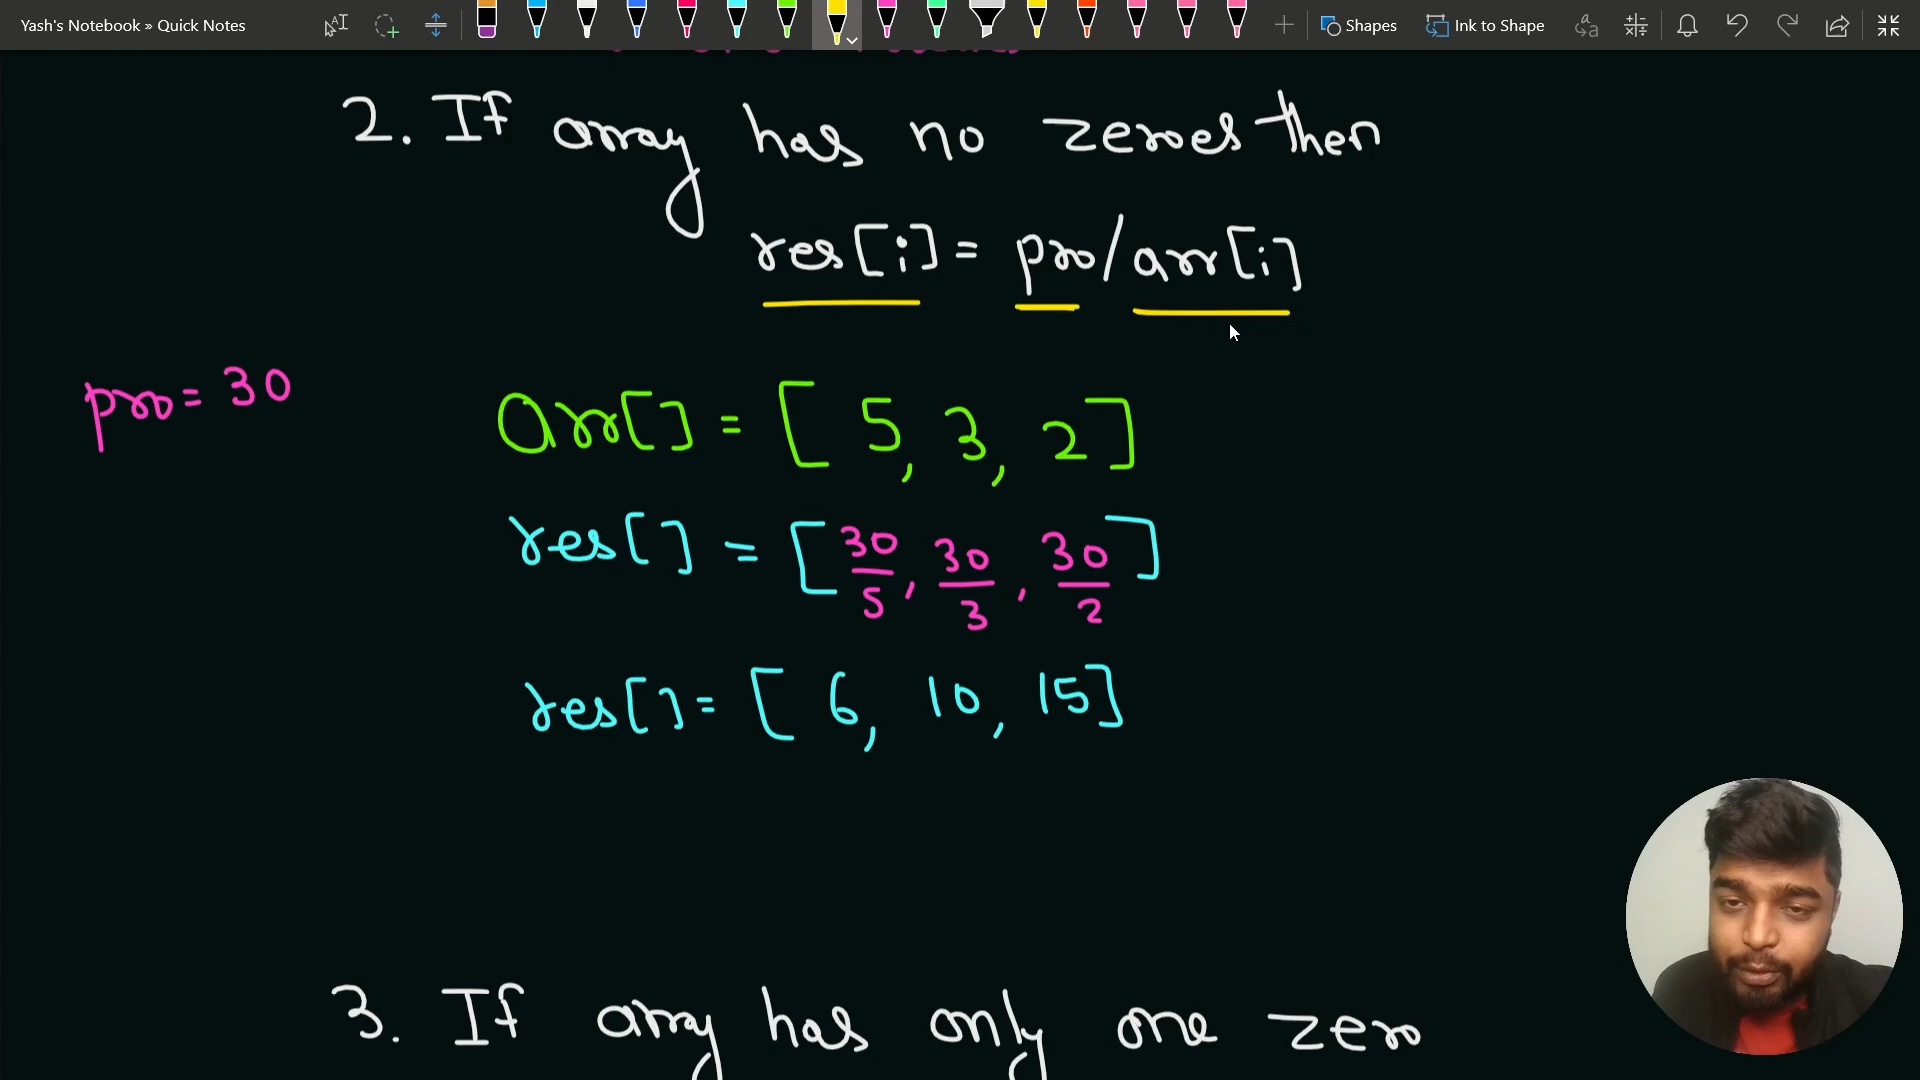 Yash's Notebook » Quick Notes
Shapes
Ink to Shape
2. If array has no zeroes then
res[i] = pro/arr[i]
pro = 30
Arr[] = [ 5, 3, 2 ]
res[] = [ 30/5, 30/3, 30/2 ]
res[] = [ 6, 10, 15 ]
3. If array has only one zero